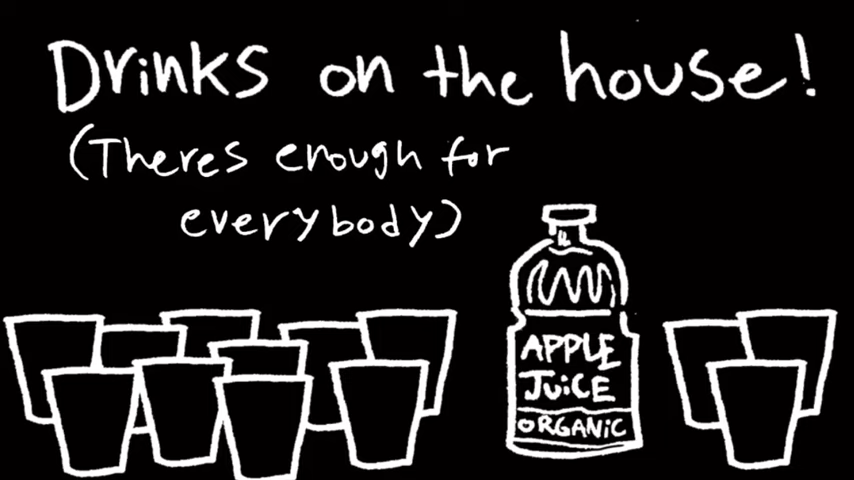 Drinks on the house!
(Theres enough for
everybody)
APPLE
JUiCE
ORGANiC